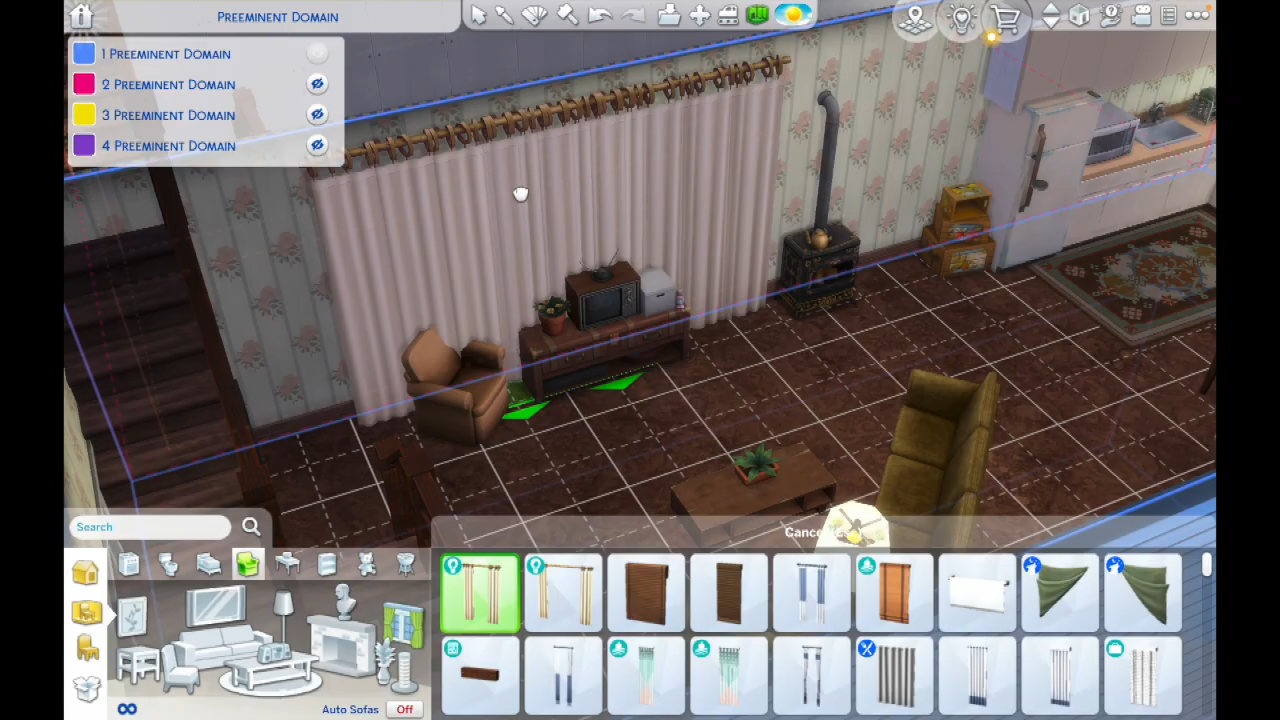 Preeminent Domain
1 Preeminent Domain
2 Preeminent Domain
3 Preeminent Domain
4 Preeminent Domain
Search
Auto Sofas Off